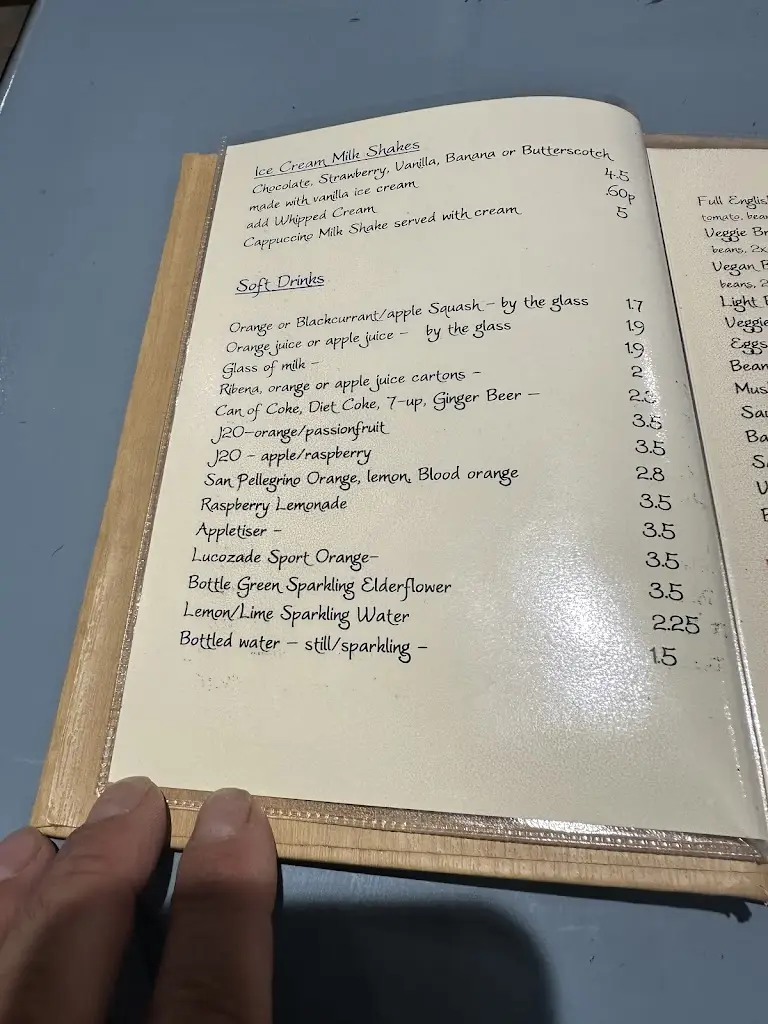 Ice Cream Milk Shakes
Chocolate, Strawberry, Vanilla, Banana or Butterscotch
made with vanilla ice cream 4.5
add Whipped Cream .60p
Cappuccino Milk Shake served with cream 5
Soft Drinks
Orange or Blackcurrant/apple Squash – by the glass 1.7
Orange juice or apple juice – by the glass 1.9
Glass of milk – 1.9
Ribena, orange or apple juice cartons – 2
Can of Coke, Diet Coke, 7-up, Ginger Beer –
J20-orange/passionfruit 3.5
J20 – apple/raspberry 3.5
San Pellegrino Orange, lemon, Blood orange 2.8
Raspberry Lemonade 3.5
Appletiser – 3.5
Lucozade Sport Orange- 3.5
Bottle Green Sparkling Elderflower 3.5
Lemon/Lime Sparkling Water 2.25
Bottled water – still/sparkling – 1.5
Full
tomato,
Veggie
beans, 2x
Vegan
beans,
Light
Eggs